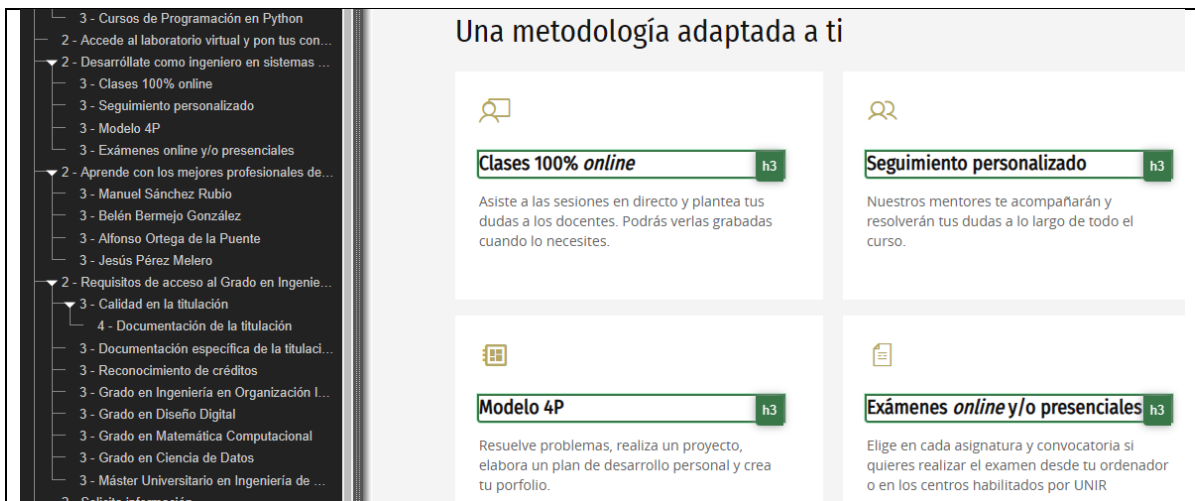 3 - Cursos de Programación en Python
2 - Accede al laboratorio virtual y pon tus con...
2 - Desarróllate como ingeniero en sistemas ...
3 - Clases 100% online
3 - Seguimiento personalizado
3 - Modelo 4P
3 - Exámenes online y/o presenciales
2 - Aprende con los mejores profesionales de...
3 - Manuel Sánchez Rubio
3 - Belén Bermejo González
3 - Alfonso Ortega de la Puente
3 - Jesús Pérez Melero
2 - Requisitos de acceso al Grado en Ingenie...
3 - Calidad en la titulación
4 - Documentación de la titulación
3 - Documentación específica de la titulaci...
3 - Reconocimiento de créditos
3 - Grado en Ingeniería en Organización I...
3 - Grado en Diseño Digital
3 - Grado en Matemática Computacional
3 - Grado en Ciencia de Datos
3 - Máster Universitario en Ingeniería de ...
2 - Solicita información
Una metodología adaptada a ti
Clases 100% online
h3
Asiste a las sesiones en directo y plantea tus
dudas a los docentes. Podrás verlas grabadas
cuando lo necesites.
Seguimiento personalizado
h3
Nuestros mentores te acompañarán y
resolverán tus dudas a lo largo de todo el
curso.
Modelo 4P
h3
Resuelve problemas, realiza un proyecto,
elabora un plan de desarrollo personal y crea
tu porfolio.
Exámenes online y/o presenciales
h3
Elige en cada asignatura y convocatoria si
quieres realizar el examen desde tu ordenador
o en los centros habilitados por UNIR